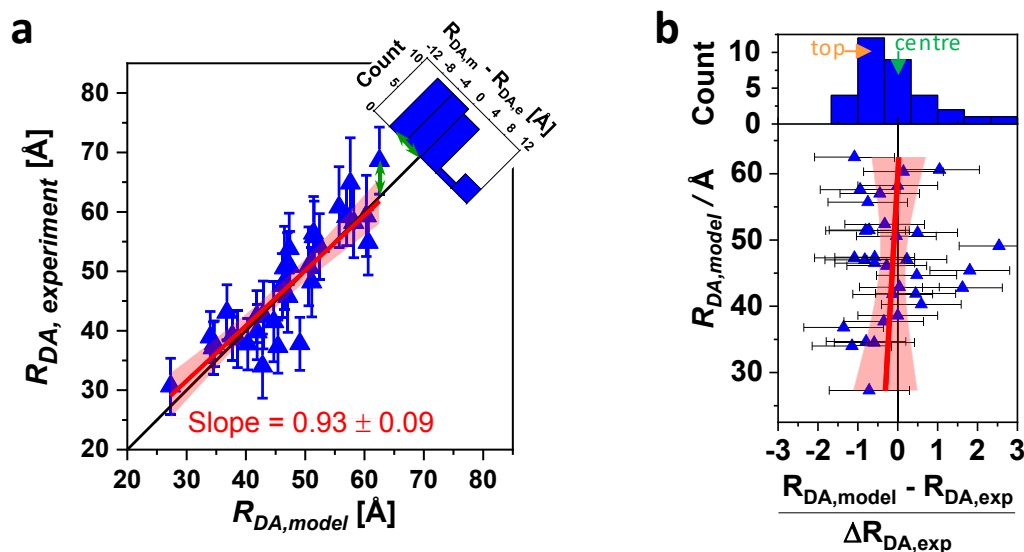 a
R_DA, experiment [Å]
80
70
60
50
40
30
20
20 30 40 50 60 70 80
R_DA,model [Å]
Slope = 0.93 ± 0.09
Count
0 5 10
R_DA,m - R_DA,e [Å]
-12 -8 -4 0 4 8 12
b
Count
10
5
0
top
centre
R_DA,model / Å
60
50
40
30
-3 -2 -1 0 1 2 3
R_DA,model - R_DA,exp
ΔR_DA,exp